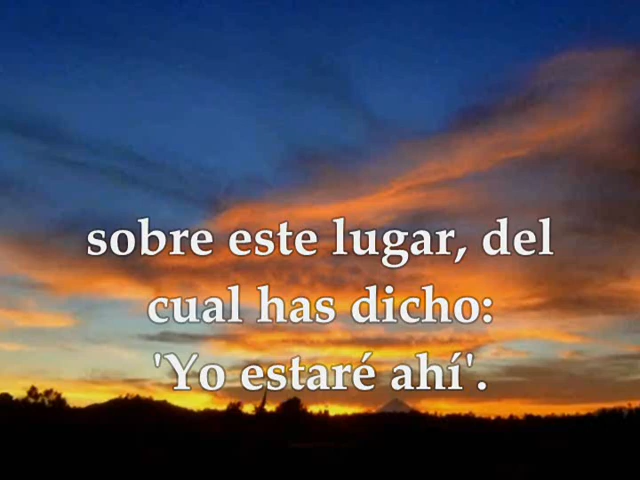 sobre este lugar, del
cual has dicho:
'Yo estaré ahí'.